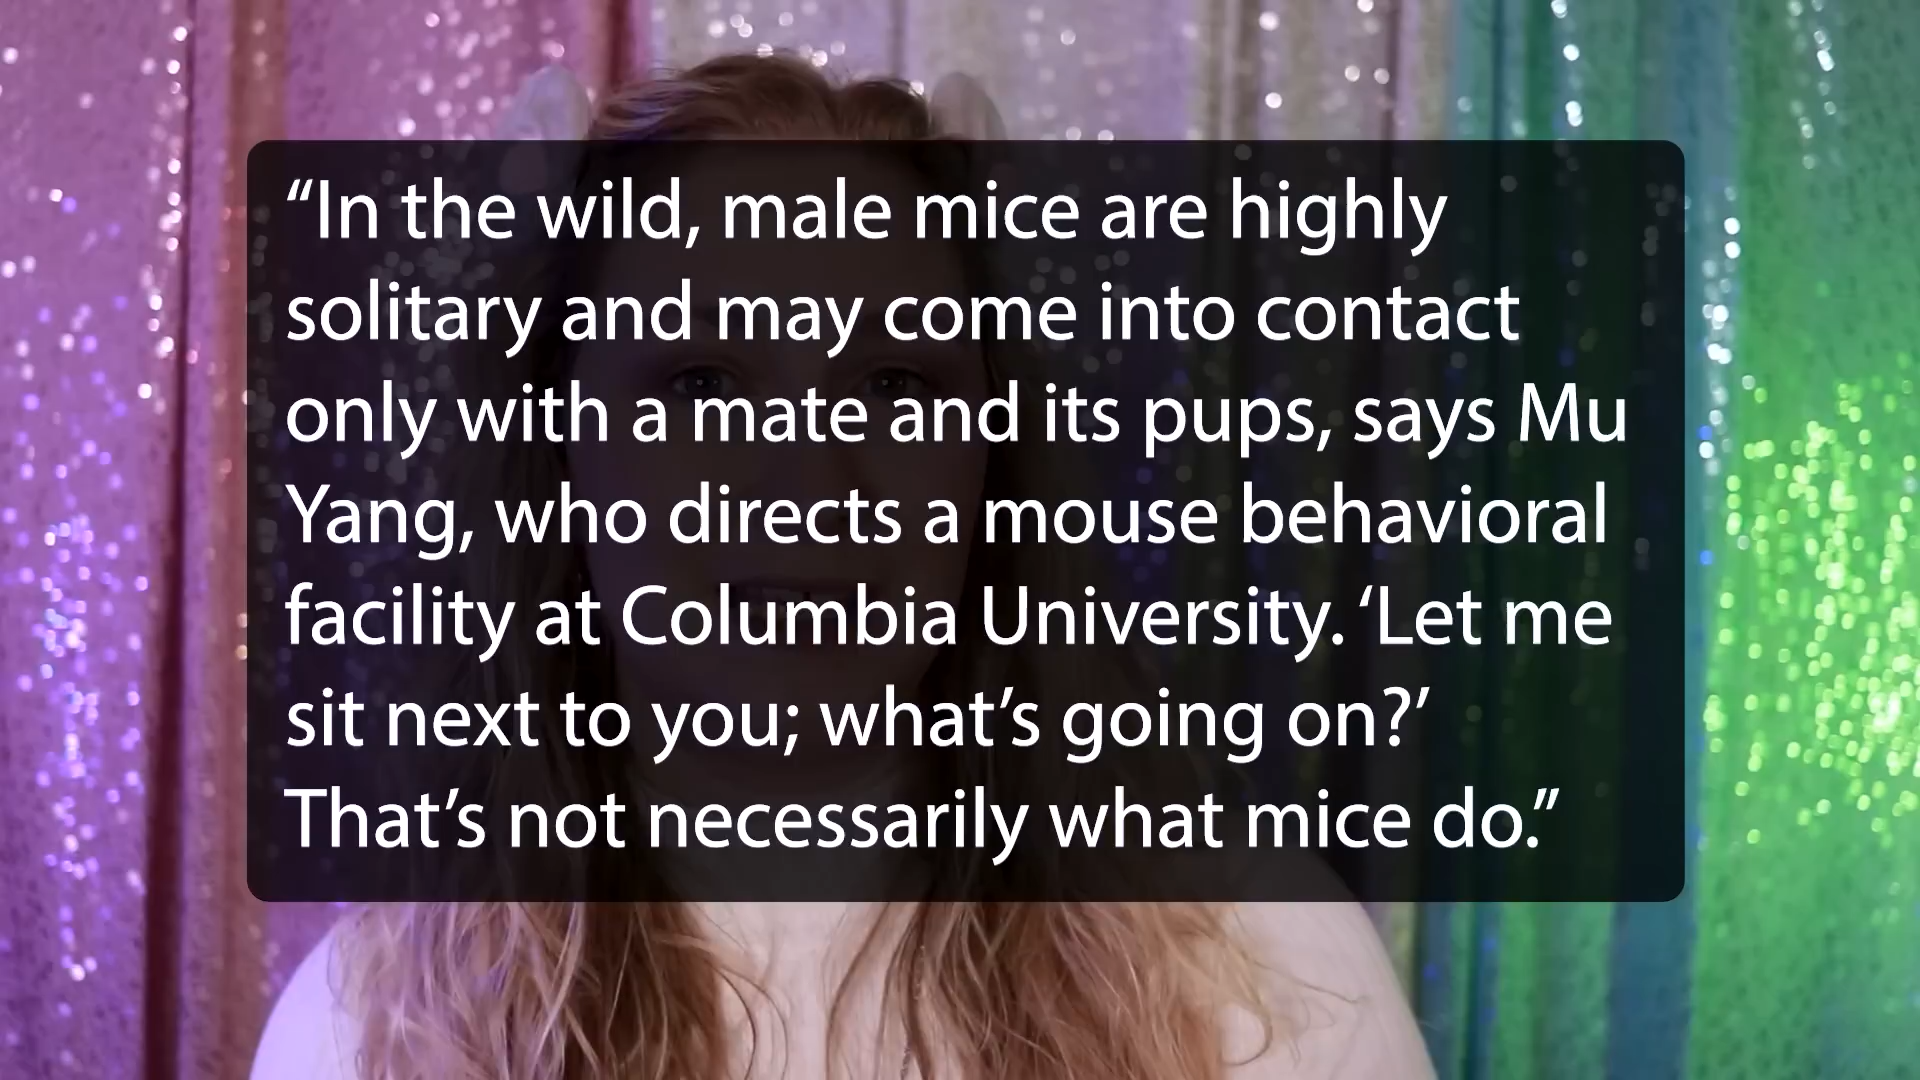 “In the wild, male mice are highly
solitary and may come into contact
only with a mate and its pups, says Mu
Yang, who directs a mouse behavioral
facility at Columbia University. ‘Let me
sit next to you; what’s going on?’
That’s not necessarily what mice do.”